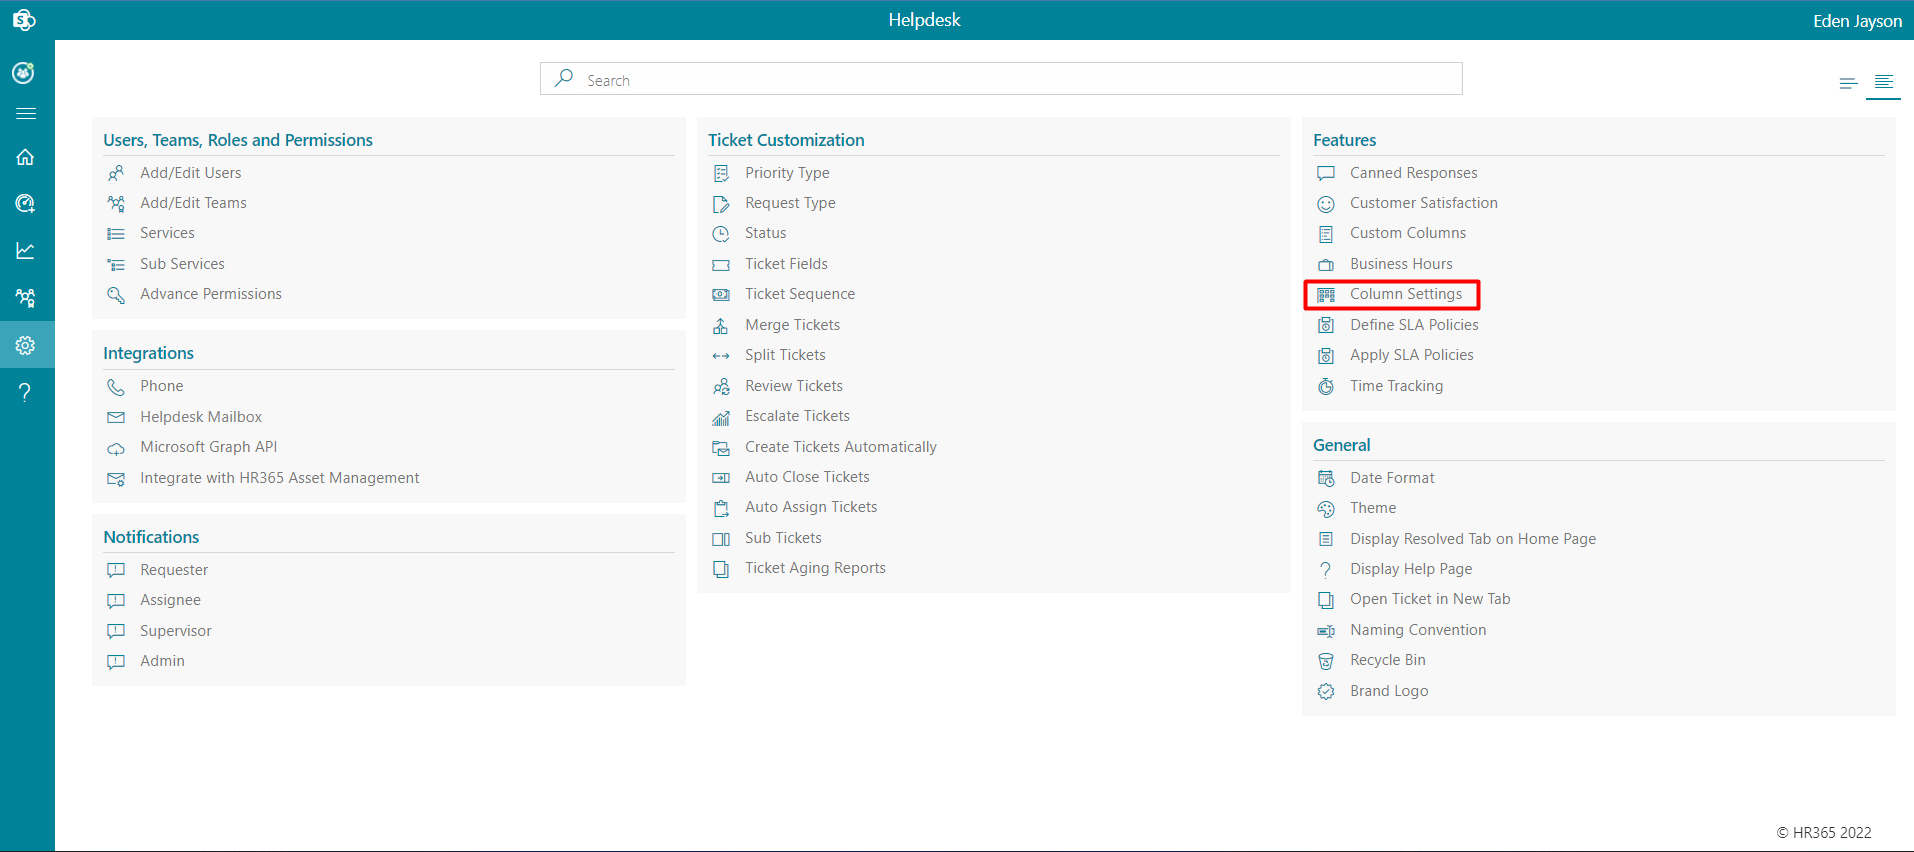 Helpdesk
Eden Jayson
Search
Users, Teams, Roles and Permissions
Add/Edit Users
Add/Edit Teams
Services
Sub Services
Advance Permissions
Integrations
Phone
Helpdesk Mailbox
Microsoft Graph API
Integrate with HR365 Asset Management
Notifications
Requester
Assignee
Supervisor
Admin
Ticket Customization
Priority Type
Request Type
Status
Ticket Fields
Ticket Sequence
Merge Tickets
Split Tickets
Review Tickets
Escalate Tickets
Create Tickets Automatically
Auto Close Tickets
Auto Assign Tickets
Sub Tickets
Ticket Aging Reports
Features
Canned Responses
Customer Satisfaction
Custom Columns
Business Hours
Column Settings
Define SLA Policies
Apply SLA Policies
Time Tracking
General
Date Format
Theme
Display Resolved Tab on Home Page
Display Help Page
Open Ticket in New Tab
Naming Convention
Recycle Bin
Brand Logo
© HR365 2022